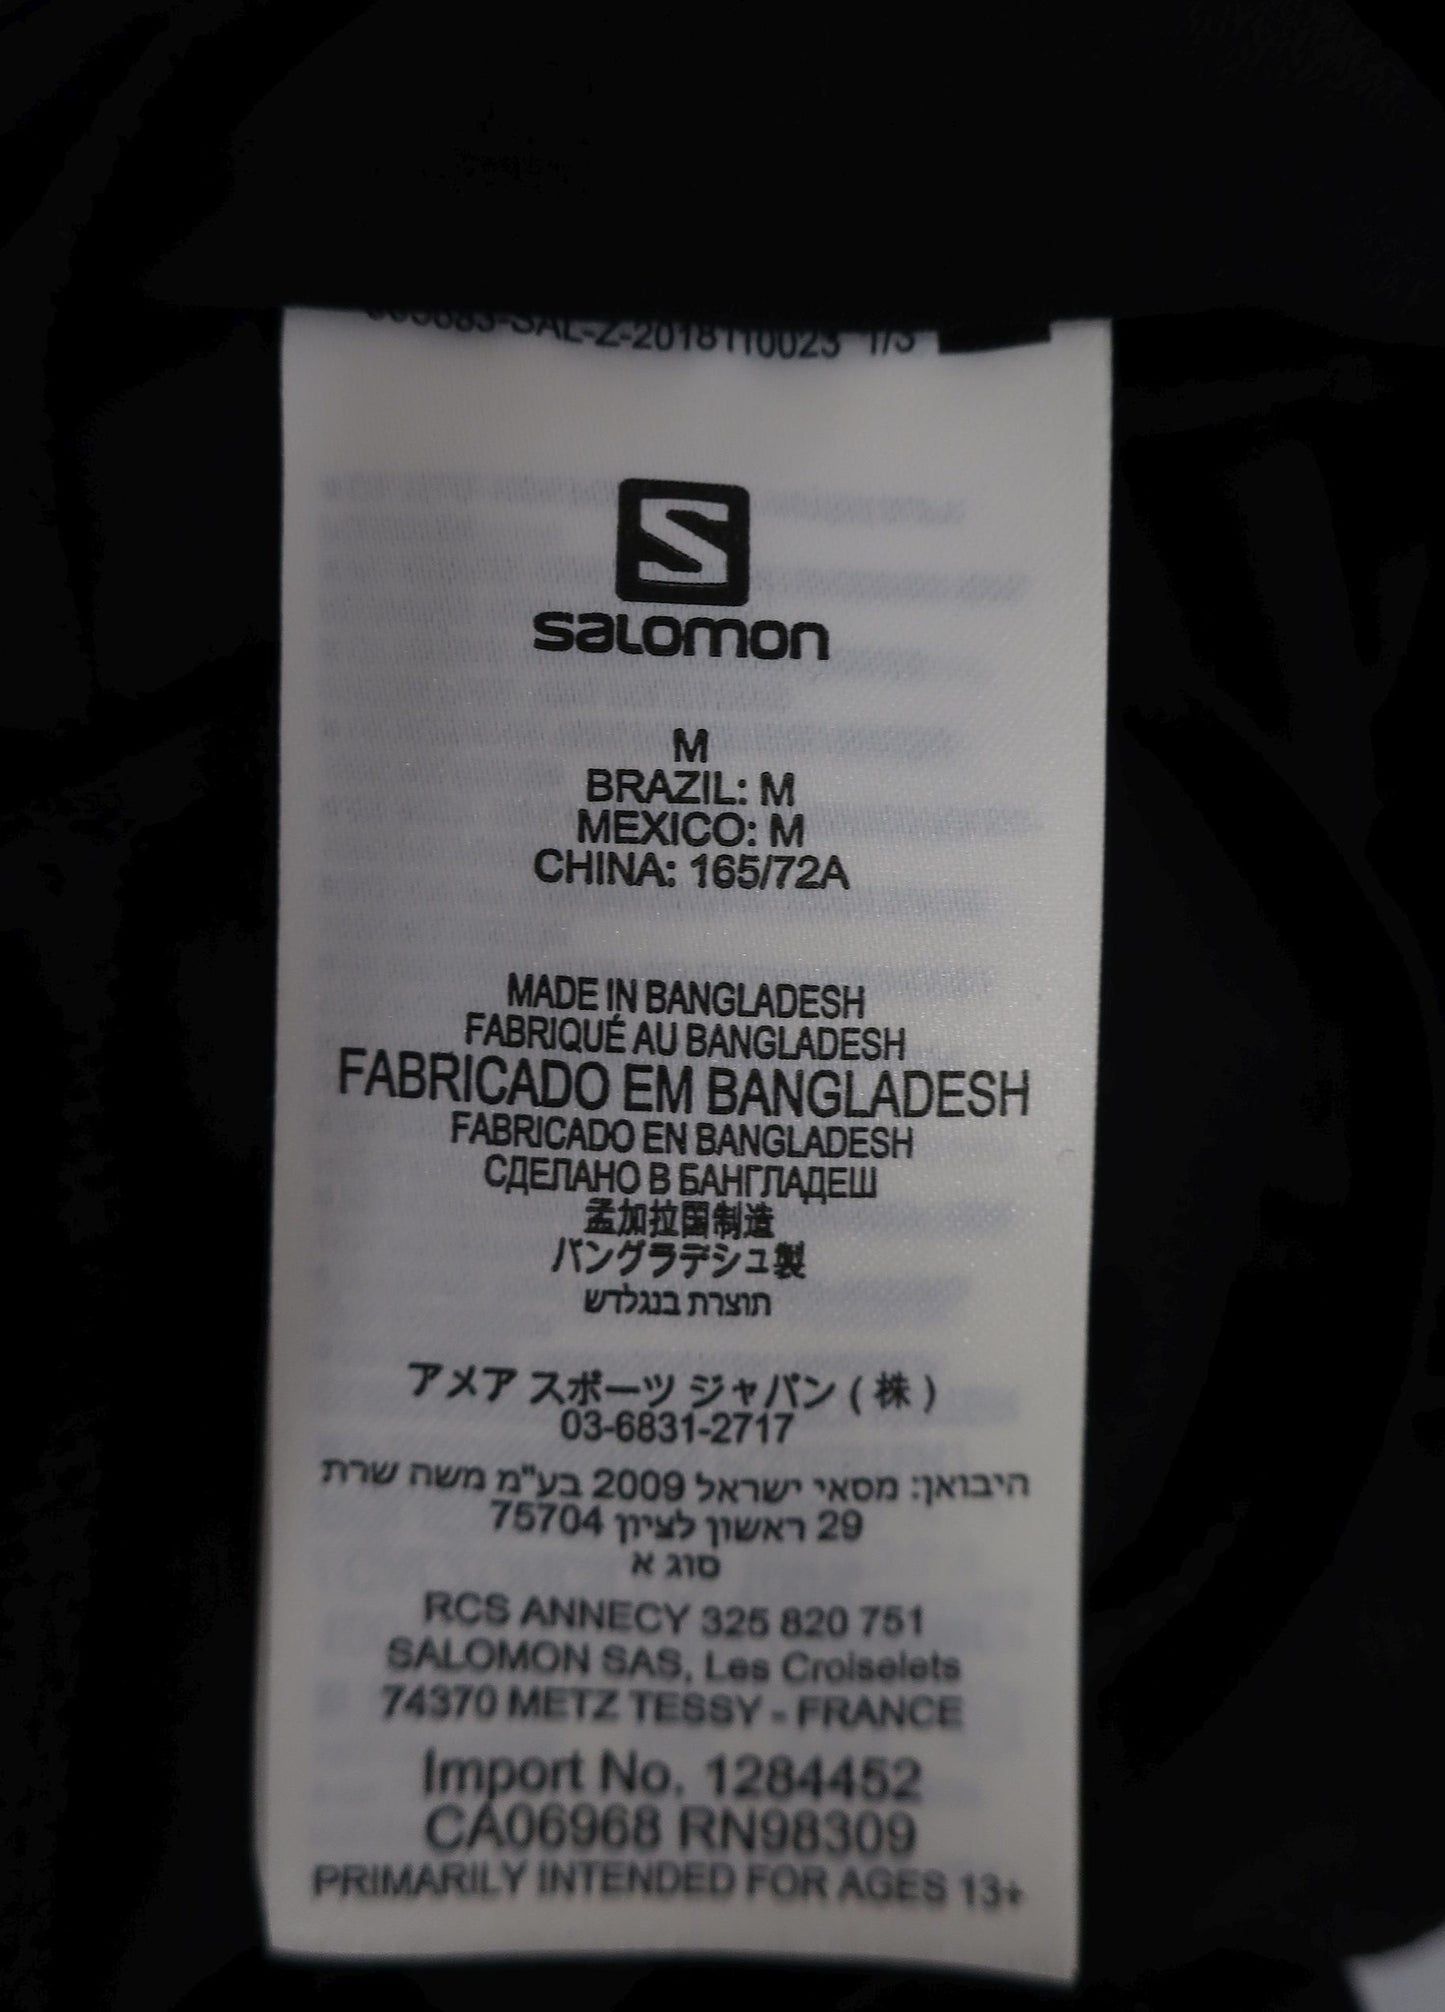 -SAL-Z-2018110023 1/3
S
salomon
M
BRAZIL: M
MEXICO: M
CHINA: 165/72A
MADE IN BANGLADESH
FABRIQUÉ AU BANGLADESH
FABRICADO EM BANGLADESH
FABRICADO EN BANGLADESH
СДЕЛАНО В БАНГЛАДЕШ
孟加拉国制造
バングラデシュ製
תוצרת בנגלדש
アメア スポーツ ジャパン ( 株 )
03-6831-2717
היבואן: מסאי ישראל 2009 בע"מ משה שרת
29 ראשון לציון 75704
סוג א
RCS ANNECY 325 820 751
SALOMON SAS, Les Croiselets
74370 METZ TESSY - FRANCE
Import No. 1284452
CA06968 RN98309
PRIMARILY INTENDED FOR AGES 13+